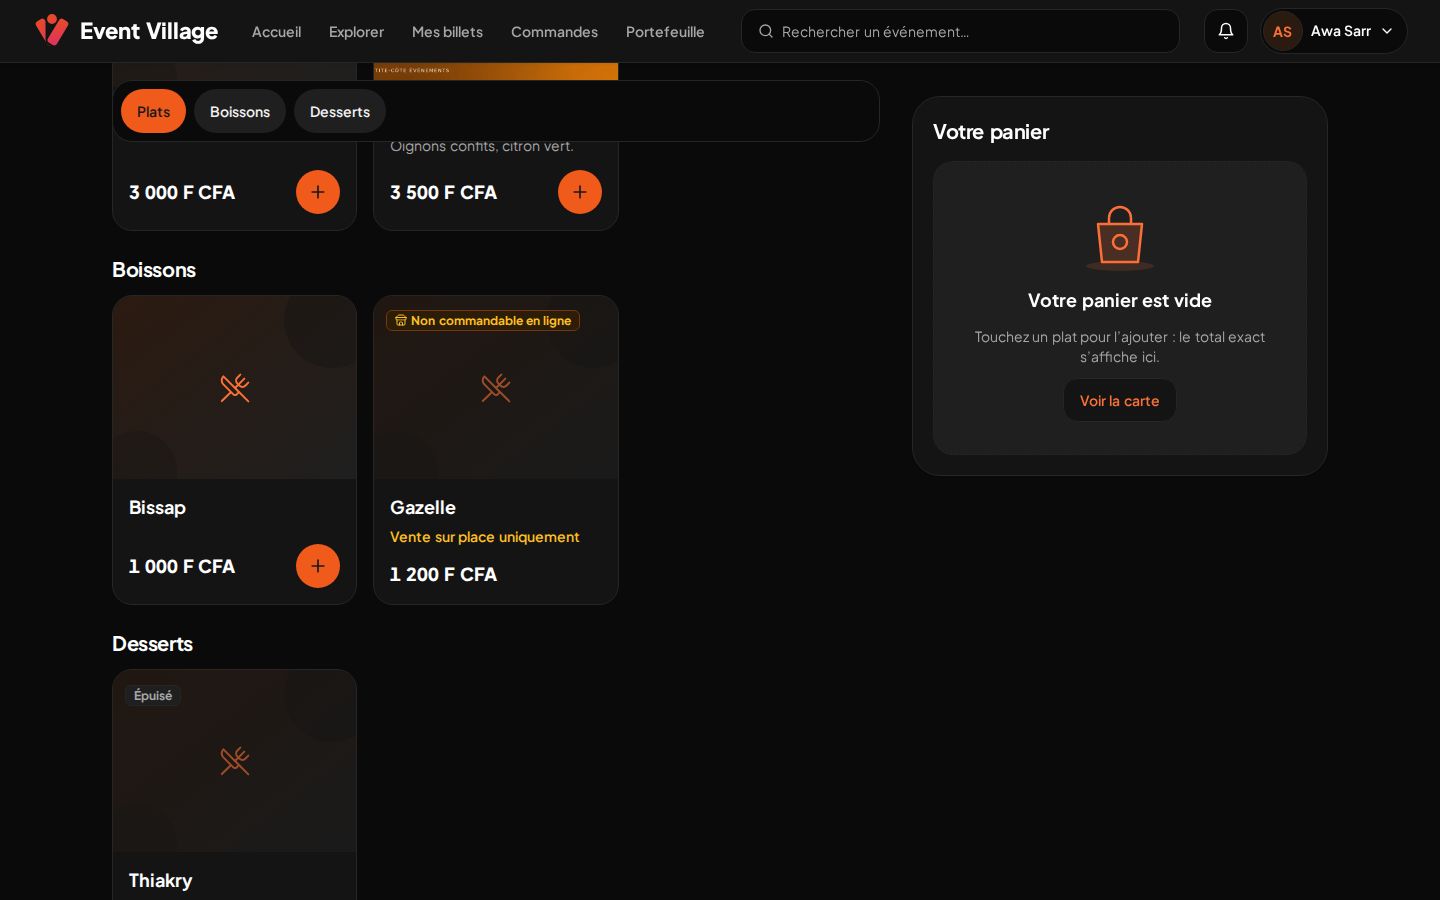 Event Village
Accueil
Explorer
Mes billets
Commandes
Portefeuille
Rechercher un événement...
AS
Awa Sarr
TITE-CÔTE ÉVÉNEMENTS
Plats
Boissons
Desserts
Oignons confits, citron vert.
3 000 F CFA
3 500 F CFA
Boissons
Non commandable en ligne
Bissap
Gazelle
Vente sur place uniquement
1 000 F CFA
1 200 F CFA
Desserts
Épuisé
Thiakry
Votre panier
Votre panier est vide
Touchez un plat pour l'ajouter : le total exact
s'affiche ici.
Voir la carte